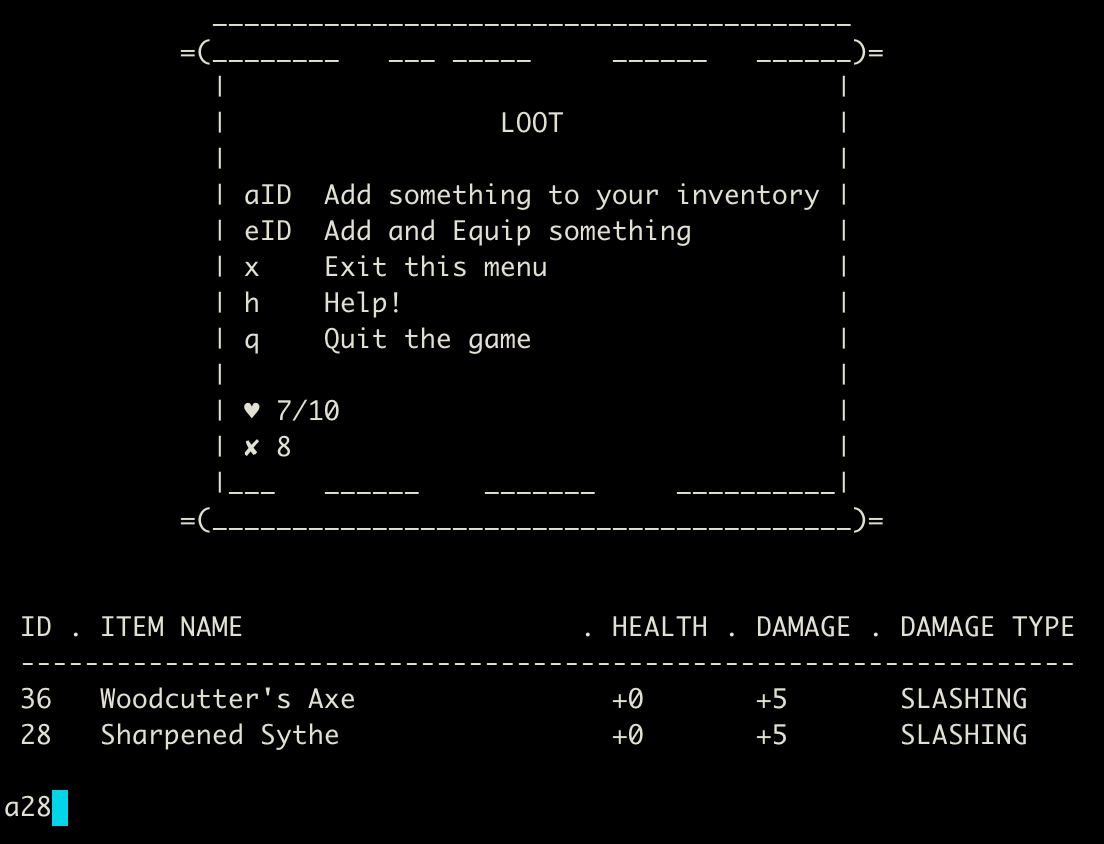 LOOT
aID Add something to your inventory
eID Add and Equip something
x Exit this menu
h Help!
q Quit the game
♥ 7/10
✘ 8
ID . ITEM NAME . HEALTH . DAMAGE . DAMAGE TYPE
36 Woodcutter's Axe +0 +5 SLASHING
28 Sharpened Sythe +0 +5 SLASHING
a28